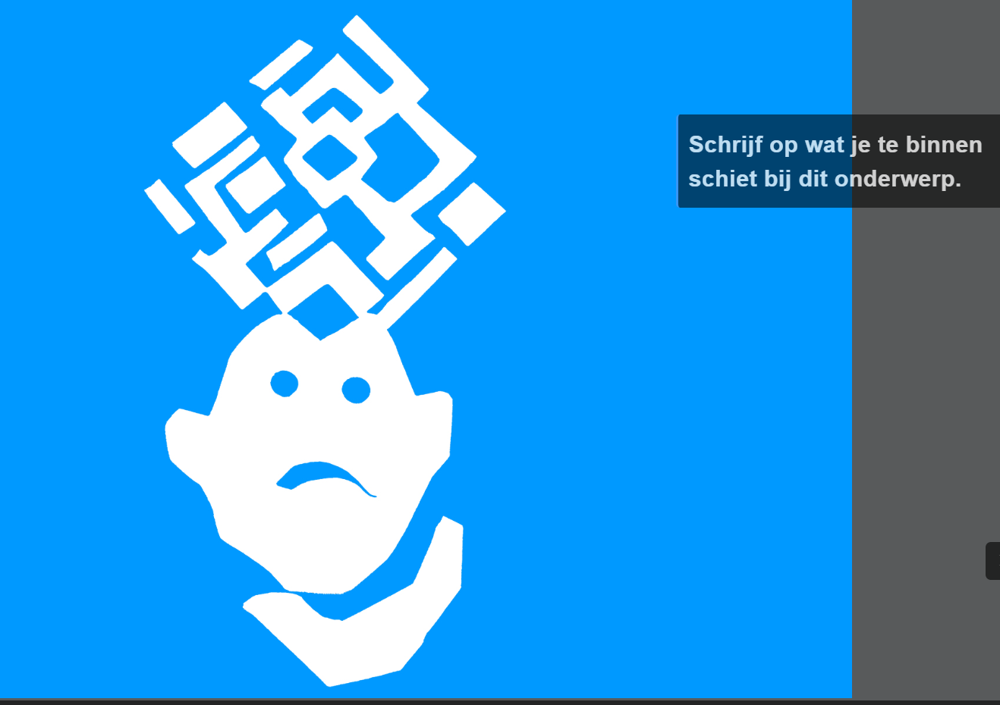 Schrijf op wat je te binnen
schiet bij dit onderwerp.